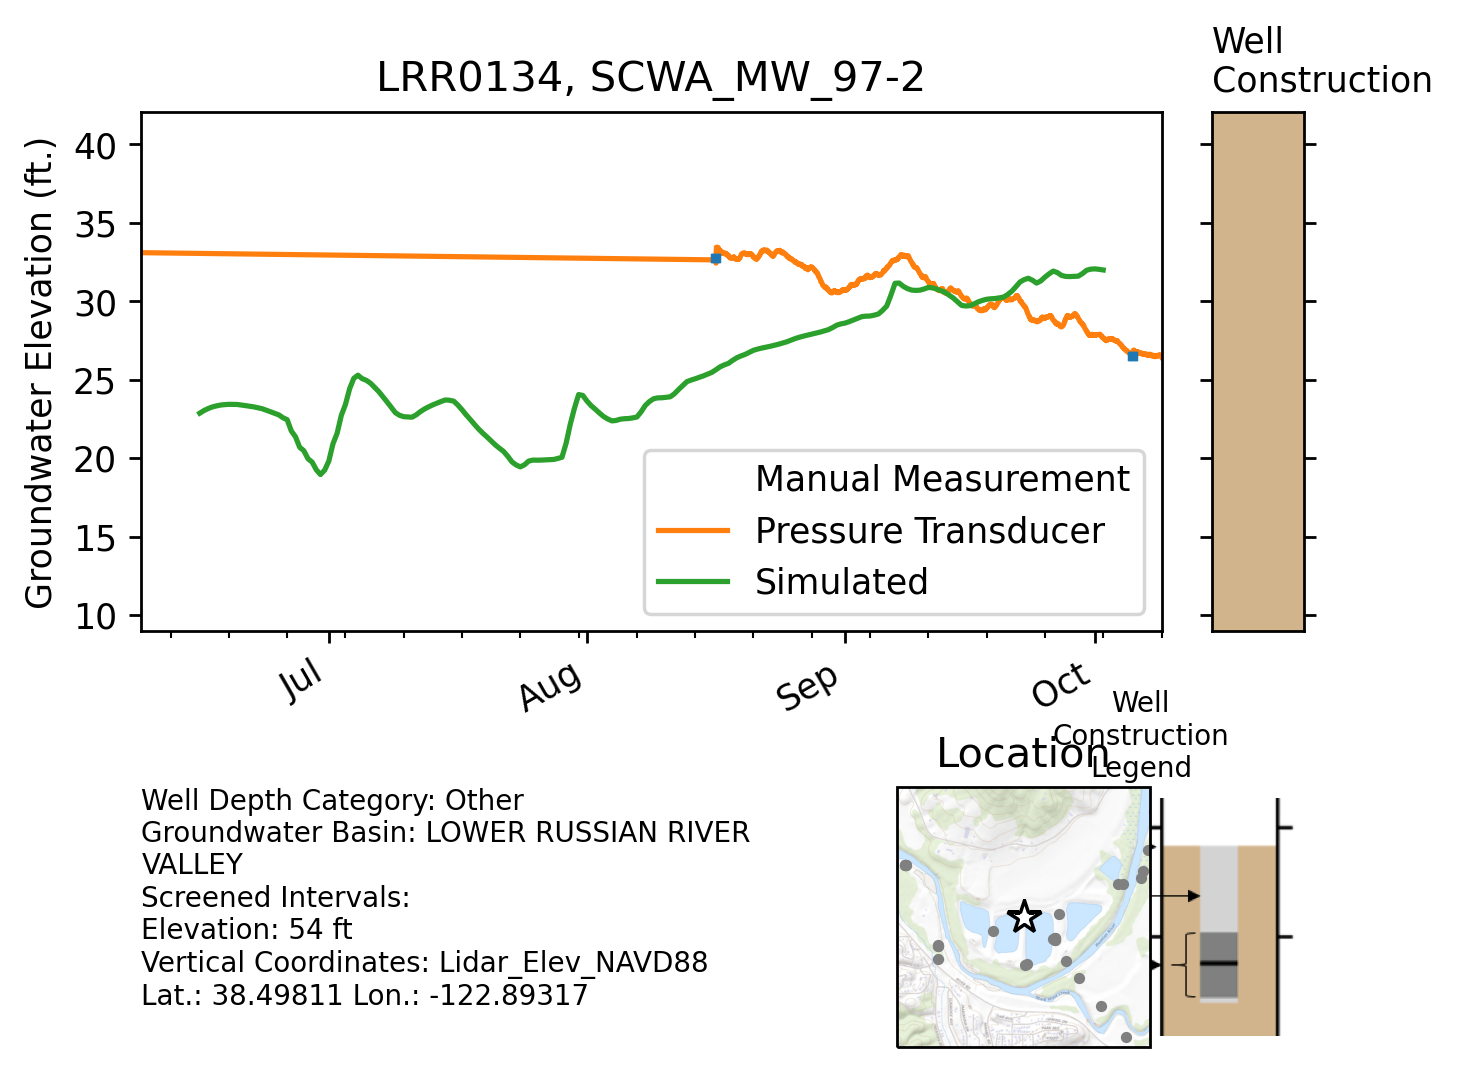 Well
Construction
LRR0134, SCWA_MW_97-2
Groundwater Elevation (ft.)
40
35
30
25
20
15
10
Manual Measurement
Pressure Transducer
Simulated
Jul
Aug
Sep
Oct
Well
Construction
Legend
Location
Well Depth Category: Other
Groundwater Basin: LOWER RUSSIAN RIVER
VALLEY
Screened Intervals:
Elevation: 54 ft
Vertical Coordinates: Lidar_Elev_NAVD88
Lat.: 38.49811 Lon.: -122.89317